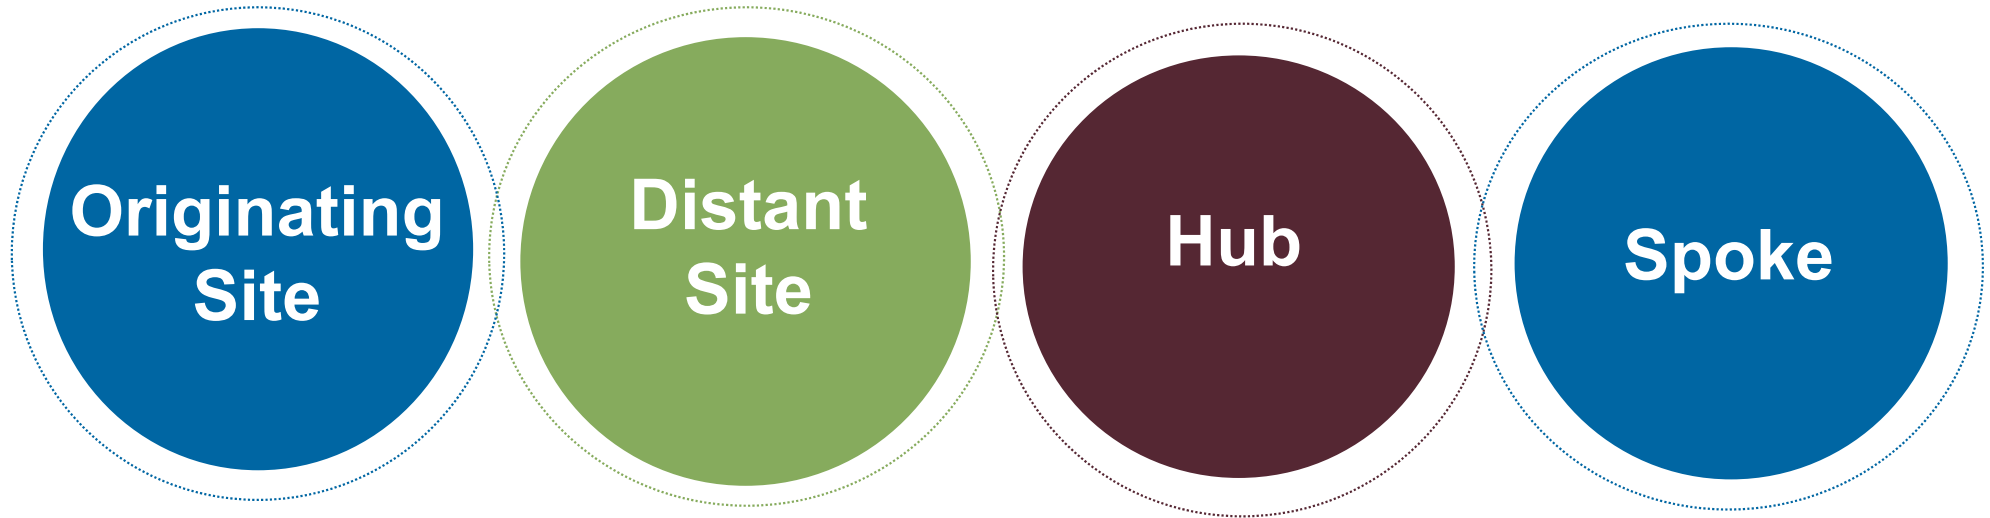 Originating
Site
Distant
Site
Hub
Spoke